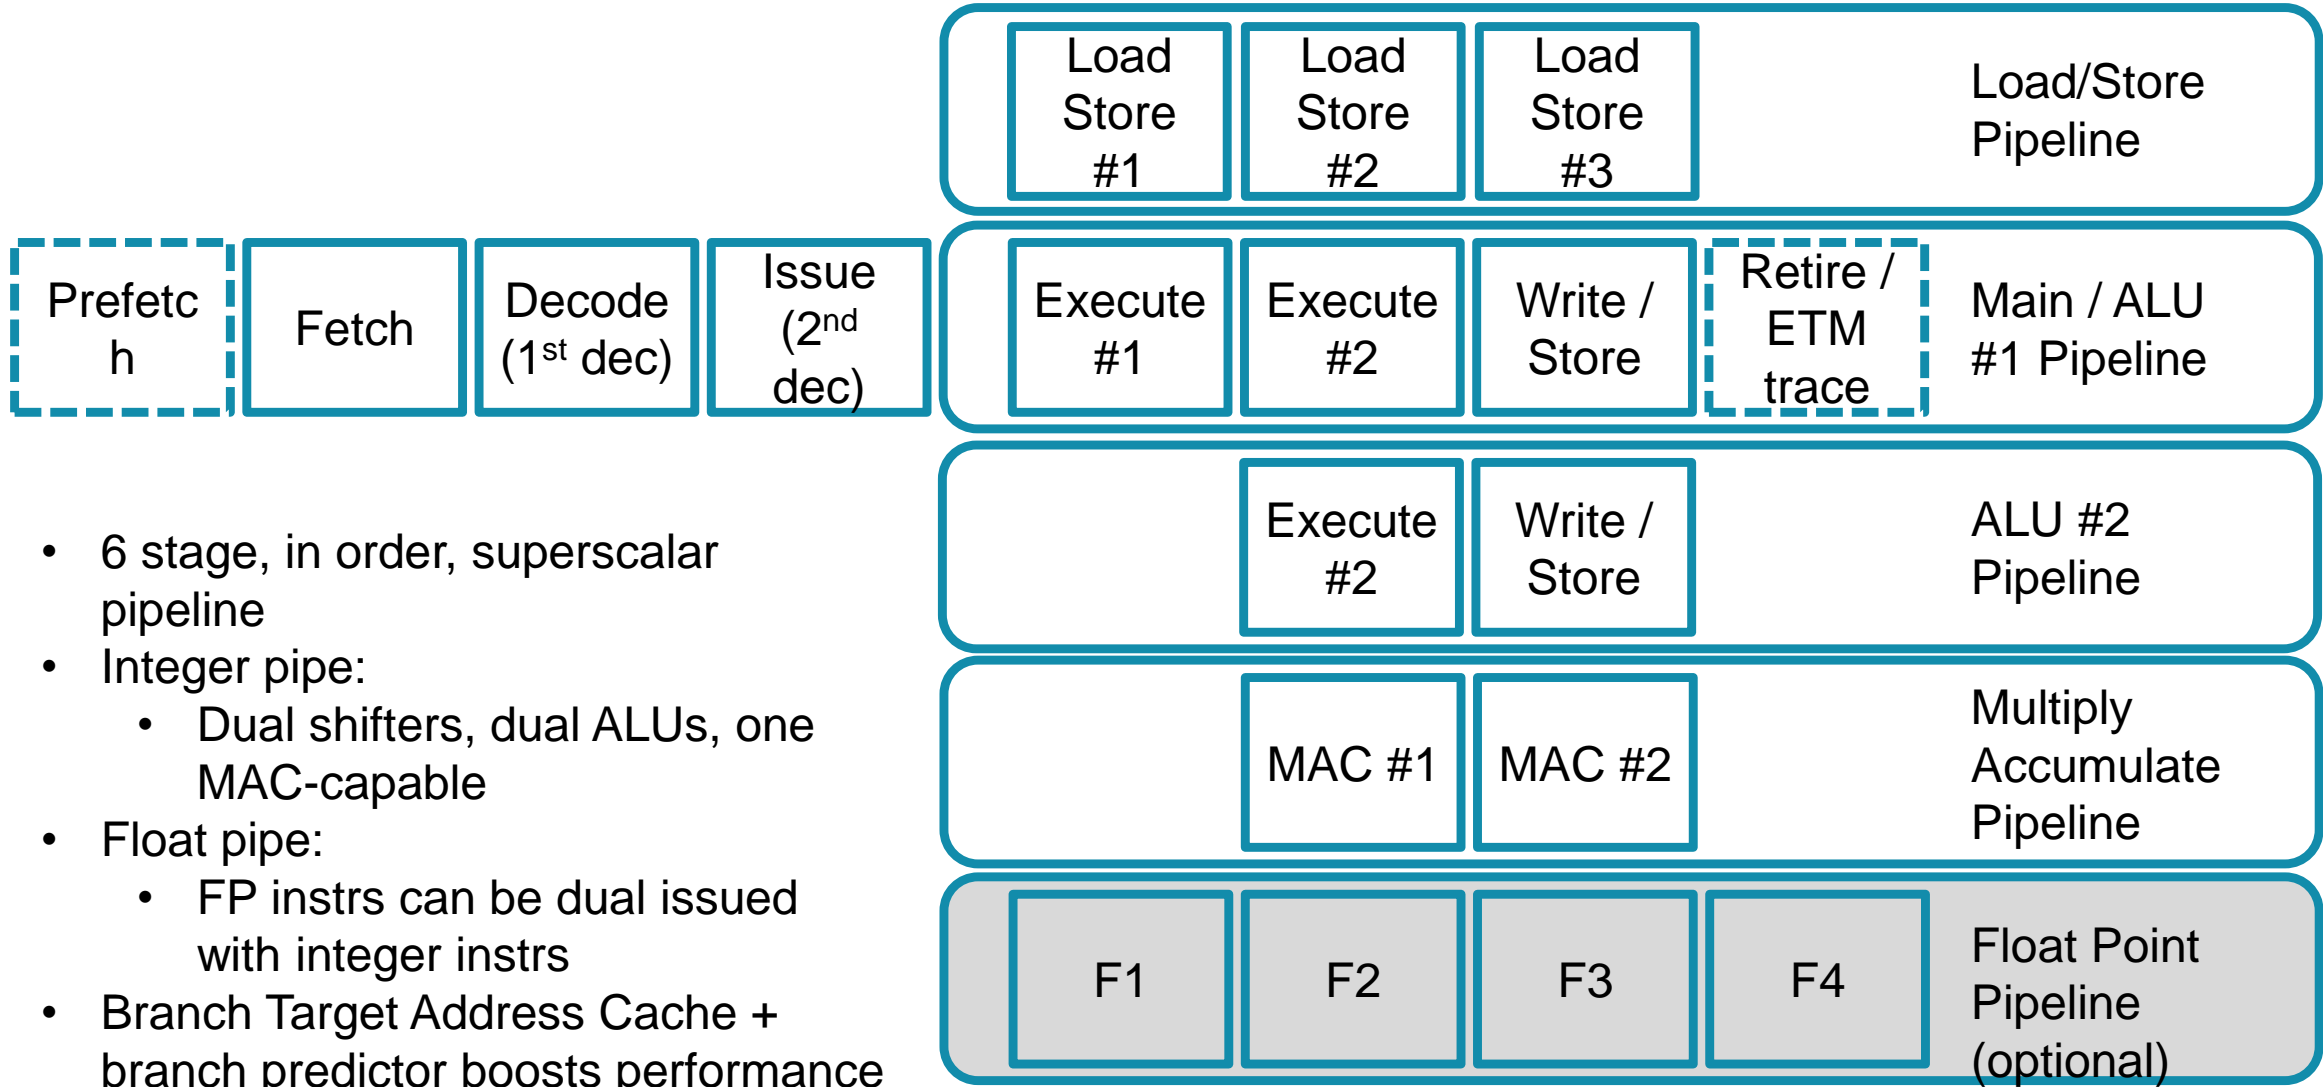 Load
Store
#1
Load
Store
#2
Load
Store
#3
Load/Store
Pipeline
Prefetc
h
Fetch
Decode
(1st dec)
Issue
(2nd
dec)
Execute
#1
Execute
#2
Write /
Store
Retire /
ETM
trace
Main / ALU
#1 Pipeline
Execute
#2
Write /
Store
ALU #2
Pipeline
MAC #1
MAC #2
Multiply
Accumulate
Pipeline
F1
F2
F3
F4
Float Point
Pipeline
(optional)
• 6 stage, in order, superscalar
pipeline
• Integer pipe:
• Dual shifters, dual ALUs, one
MAC-capable
• Float pipe:
• FP instrs can be dual issued
with integer instrs
• Branch Target Address Cache +
branch predictor boosts performance